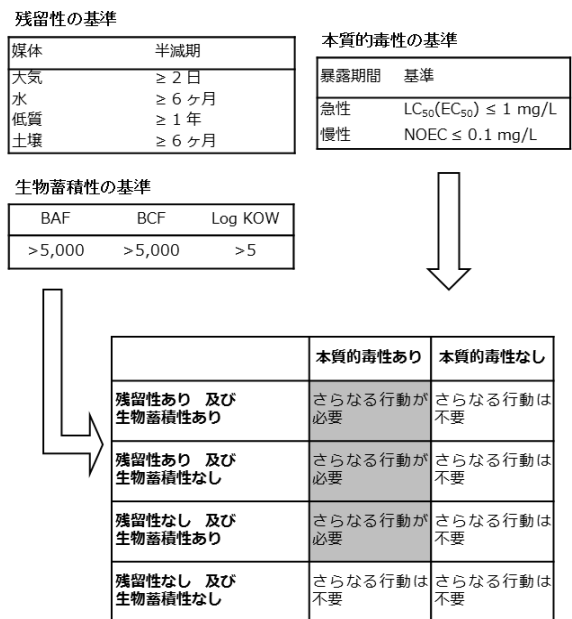 残留性の基準
媒体 半減期
大気 ≥ 2 日
水 ≥ 6 ヶ月
低質 ≥ 1 年
土壌 ≥ 6 ヶ月
本質的毒性の基準
暴露期間 基準
急性 LC50(EC50) ≤ 1 mg/L
慢性 NOEC ≤ 0.1 mg/L
生物蓄積性の基準
BAF BCF Log KOW
>5,000 >5,000 >5
本質的毒性あり 本質的毒性なし
残留性あり 及び
生物蓄積性あり
さらなる行動が
必要
さらなる行動は
不要
残留性あり 及び
生物蓄積性なし
さらなる行動が
必要
さらなる行動は
不要
残留性なし 及び
生物蓄積性あり
さらなる行動が
必要
さらなる行動は
不要
残留性なし 及び
生物蓄積性なし
さらなる行動は
不要
さらなる行動は
不要